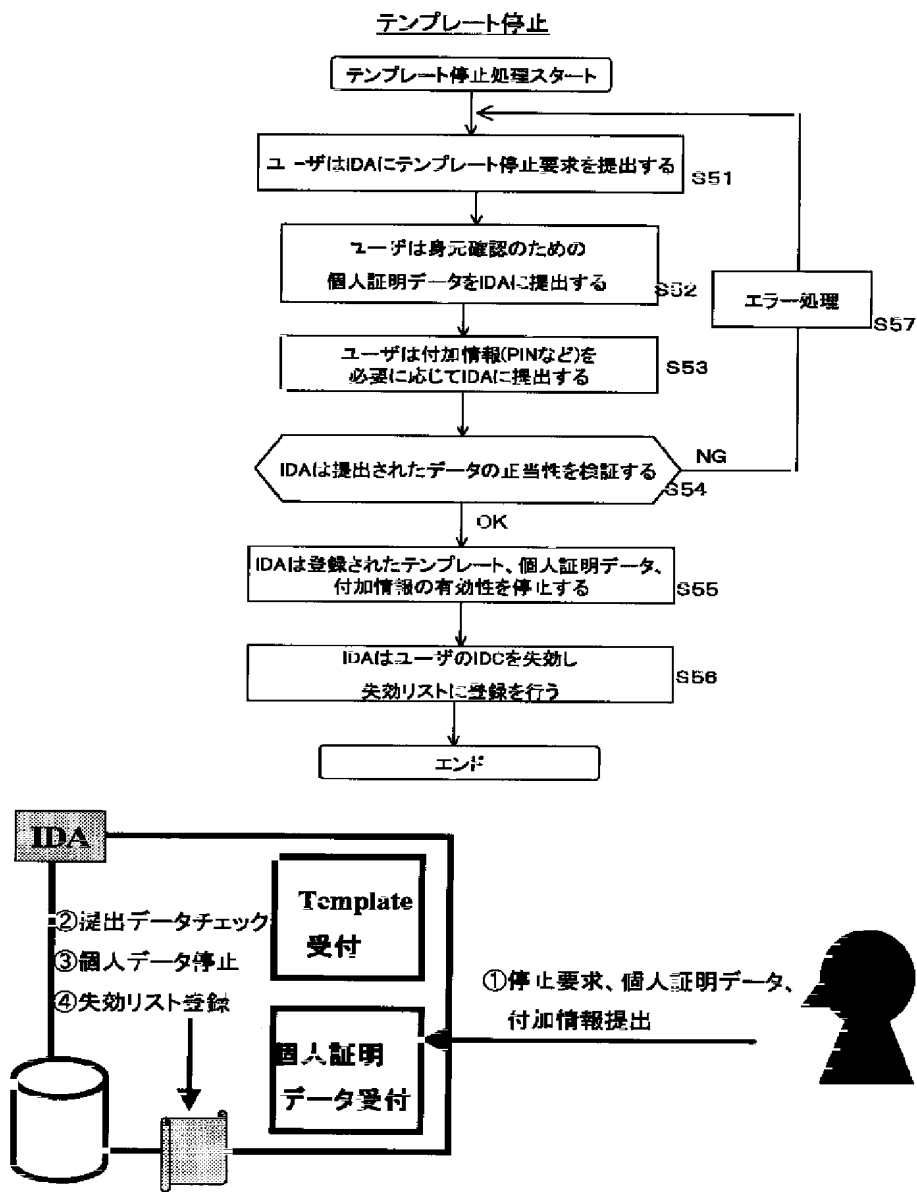 テンプレート停止
テンプレート停止処理スタート
ユーザはIDAにテンプレート停止要求を提出する
S51
ユーザは身元確認のための
個人証明データをIDAに提出する
S52
エラー処理
S57
ユーザは付加情報(PINなど)を
必要に応じてIDAに提出する
S53
IDAは提出されたデータの正当性を検証する
NG
S54
OK
IDAは登録されたテンプレート、個人証明データ、
付加情報の有効性を停止する
S55
IDAはユーザのIDCを失効し
失効リストに登録を行う
S56
エンド
IDA
Template
受付
②提出データチェック
③個人データ停止
④失効リスト登録
①停止要求、個人証明データ、
付加情報提出
個人証明
データ受付